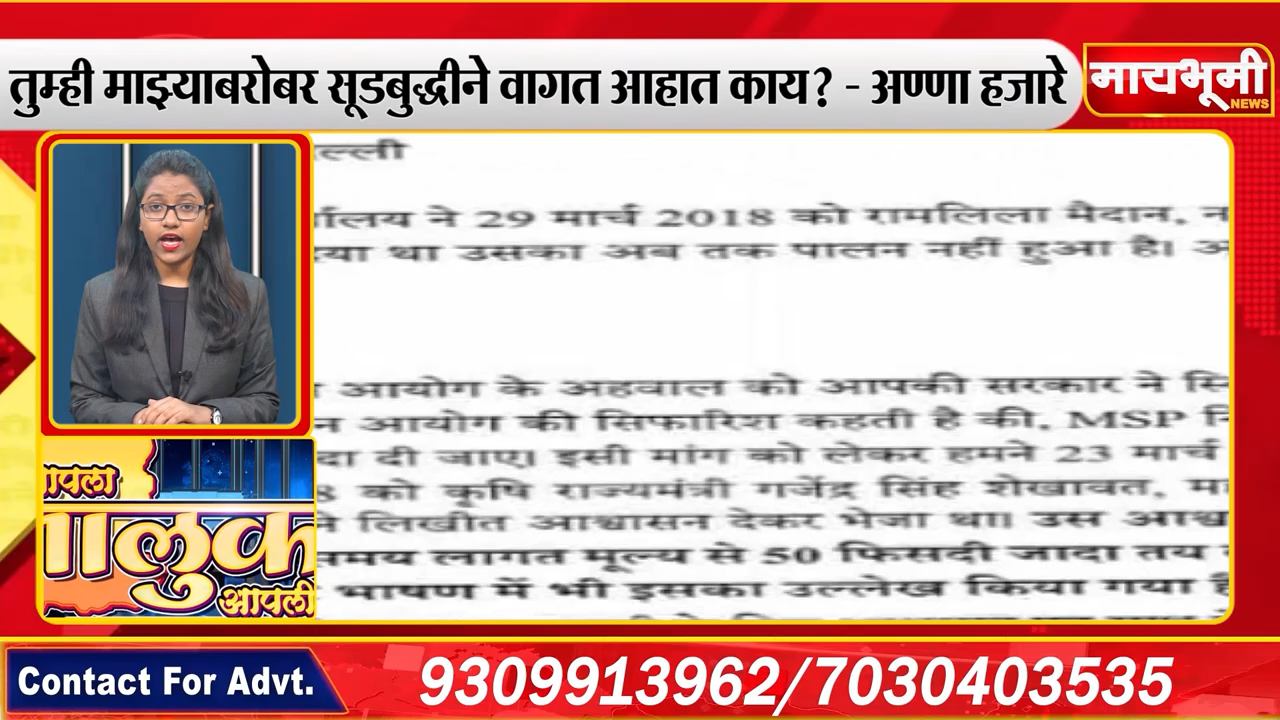 तुम्ही माझ्याबरोबर सूडबुद्धीने वागत आहात काय? - अण्णा हजारे
मायभूमी
NEWS
ल्ली
र्यालय ने 29 मार्च 2018 को रामलिला मैदान, न
दिया था उसका अब तक पालन नहीं हुआ है। अ
आयोग के अहवाल को आपकी सरकार ने स्वि
न आयोग की सिफारिश कहती है की, MSP नि
दा दी जाए। इसी मांग को लेकर हमने 23 मार्च
8 को कृषि राज्यमंत्री गजेंद्र सिंह शेखावत, म
ने लिखीत आश्वासन देकर भेजा था। उस आश्वा
समय लागत मूल्य से 50 फिसदी जादा तय
भाषण में भी इसका उल्लेख किया गया है
आपला
तालुका
आपली
Contact For Advt.
9309913962/7030403535